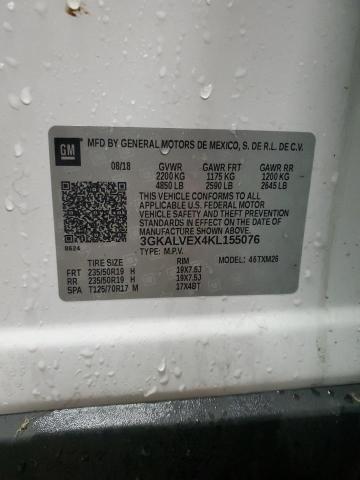 GM
MFD BY GENERAL MOTORS DE MEXICO, S. DE R.L. DE C.V.
08/18 GVWR GAWR FRT GAWR RR
2200 KG 1175 KG 1200 KG
4850 LB 2590 LB 2645 LB
THIS VEHICLE CONFORMS TO ALL APPLICABLE
U.S. FEDERAL MOTOR VEHICLE SAFETY, BUMPER,
AND THEFT PREVENTION
STANDARDS IN EFFECT ON THE DATE OF
MANUFACTURE SHOWN ABOVE.
3GKALVEX4KL155076
8624 TYPE: M.P.V.
TIRE SIZE RIM MODEL: 46TXM26
FRT 235/50R19 H 19X7.5J
RR 235/50R19 H 19X7.5J
SPA T125/70R17 M 17X4BT